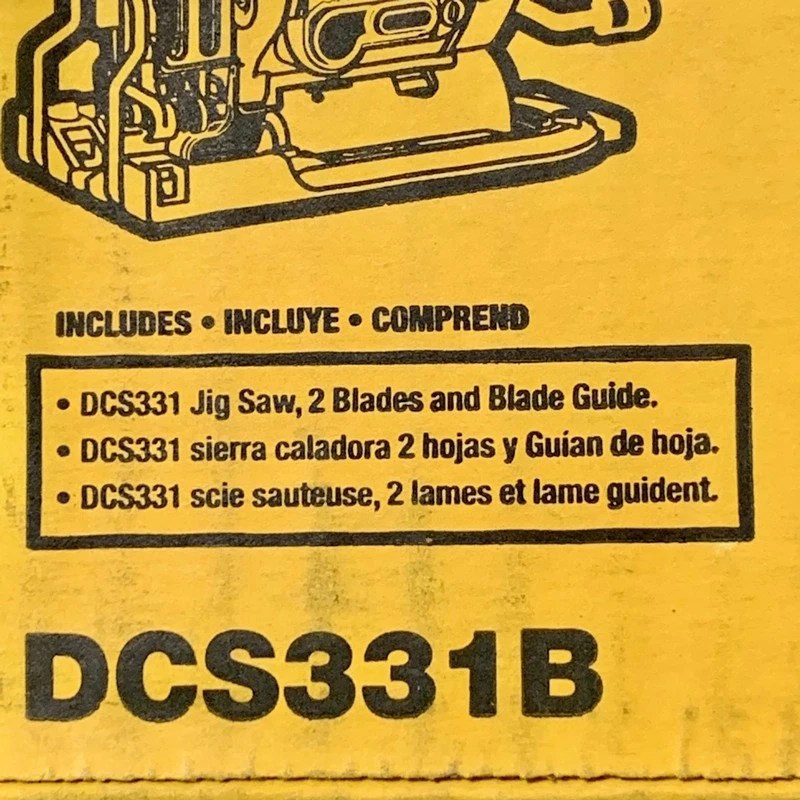 INCLUDES • INCLUYE • COMPREND
• DCS331 Jig Saw, 2 Blades and Blade Guide.
• DCS331 sierra caladora 2 hojas y Guían de hoja.
• DCS331 scie sauteuse, 2 lames et lame guident.
DCS331B